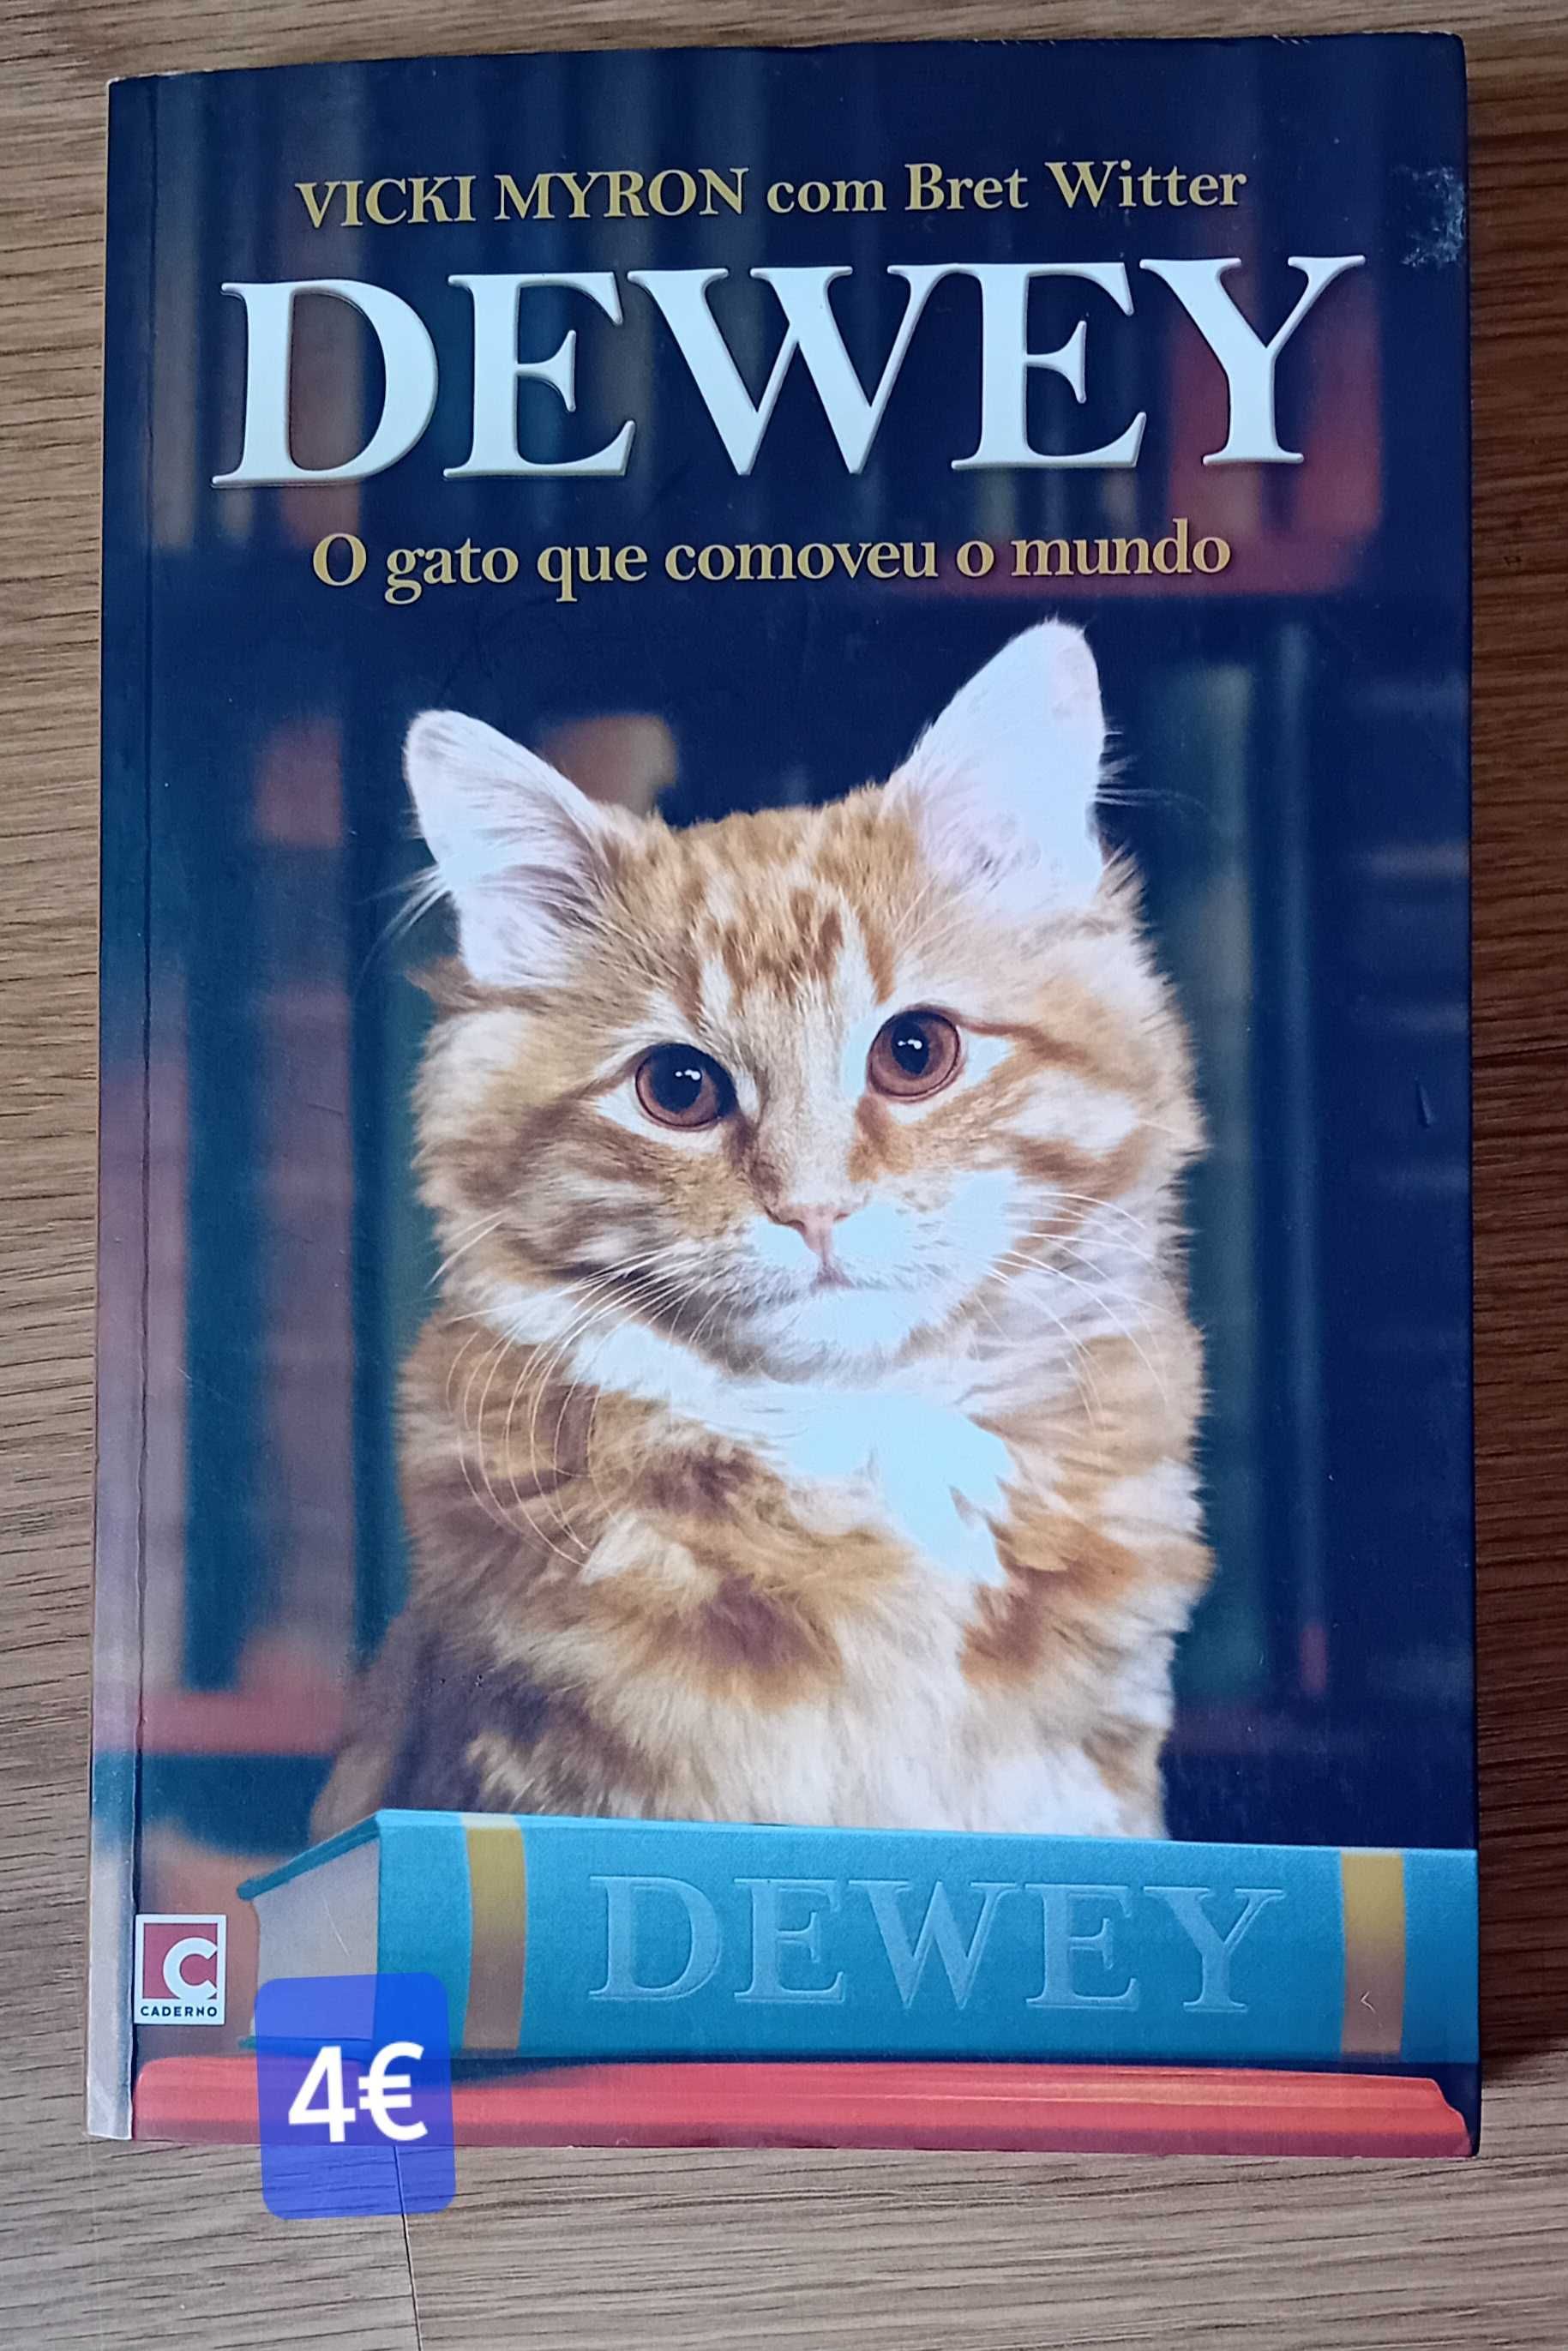 VICKI MYRON com Bret Witter
DEWEY
O gato que comoveu o mundo
DEWEY
C
CADERNO
4€